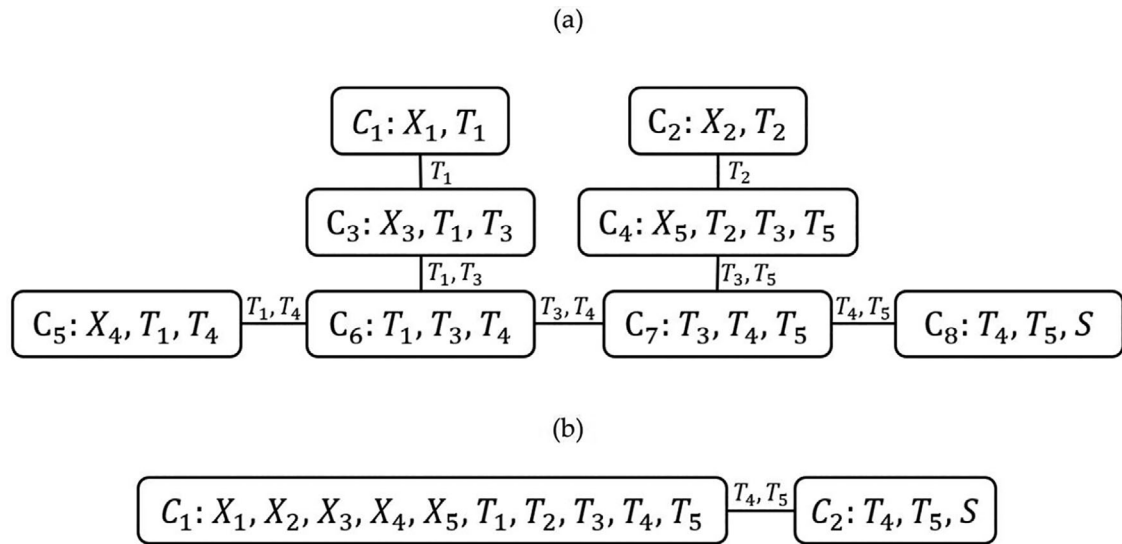 (a)
C₁: X₁, T₁
C₂: X₂, T₂
T₁
T₂
C₃: X₃, T₁, T₃
C₄: X₅, T₂, T₃, T₅
T₁, T₃
T₃, T₅
C₅: X₄, T₁, T₄
T₁, T₄
C₆: T₁, T₃, T₄
T₃, T₄
C₇: T₃, T₄, T₅
T₄, T₅
C₈: T₄, T₅, S
(b)
C₁: X₁, X₂, X₃, X₄, X₅, T₁, T₂, T₃, T₄, T₅
T₄, T₅
C₂: T₄, T₅, S